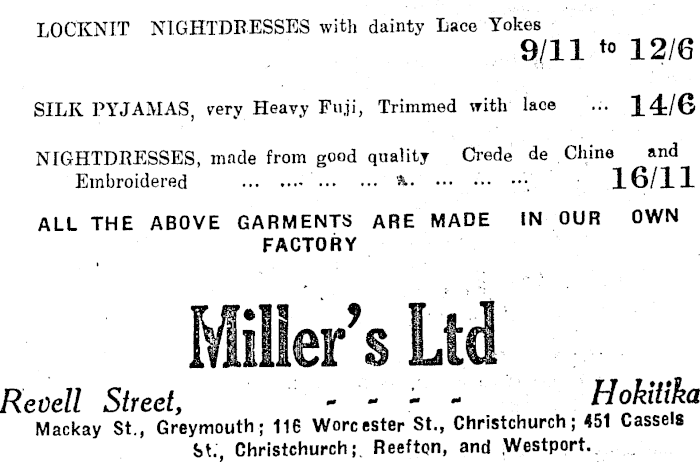 LOCKNIT NIGHTDRESSES with dainty Lace Yokes
9/11 to 12/6
SILK PYJAMAS, very Heavy Fuji, Trimmed with lace ... 14/6
NIGHTDRESSES, made from good quality Crede de Chine and
Embroidered ... .... ... ... ... ... ... ... 16/11
ALL THE ABOVE GARMENTS ARE MADE IN OUR OWN
FACTORY
Miller's Ltd
Revell Street, - - - - Hokitika
Mackay St., Greymouth; 116 Worcester St., Christchurch; 451 Cassels
St., Christchurch; Reefton, and Westport.